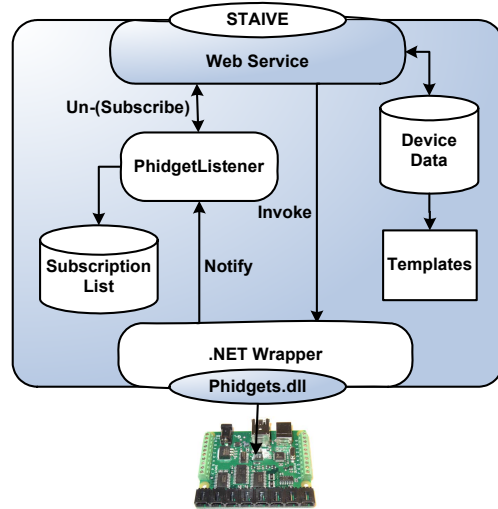 STAIVE
Web Service
Un-(Subscribe)
Device
Data
PhidgetListener
Invoke
Subscription
List
Notify
Templates
.NET Wrapper
Phidgets.dll